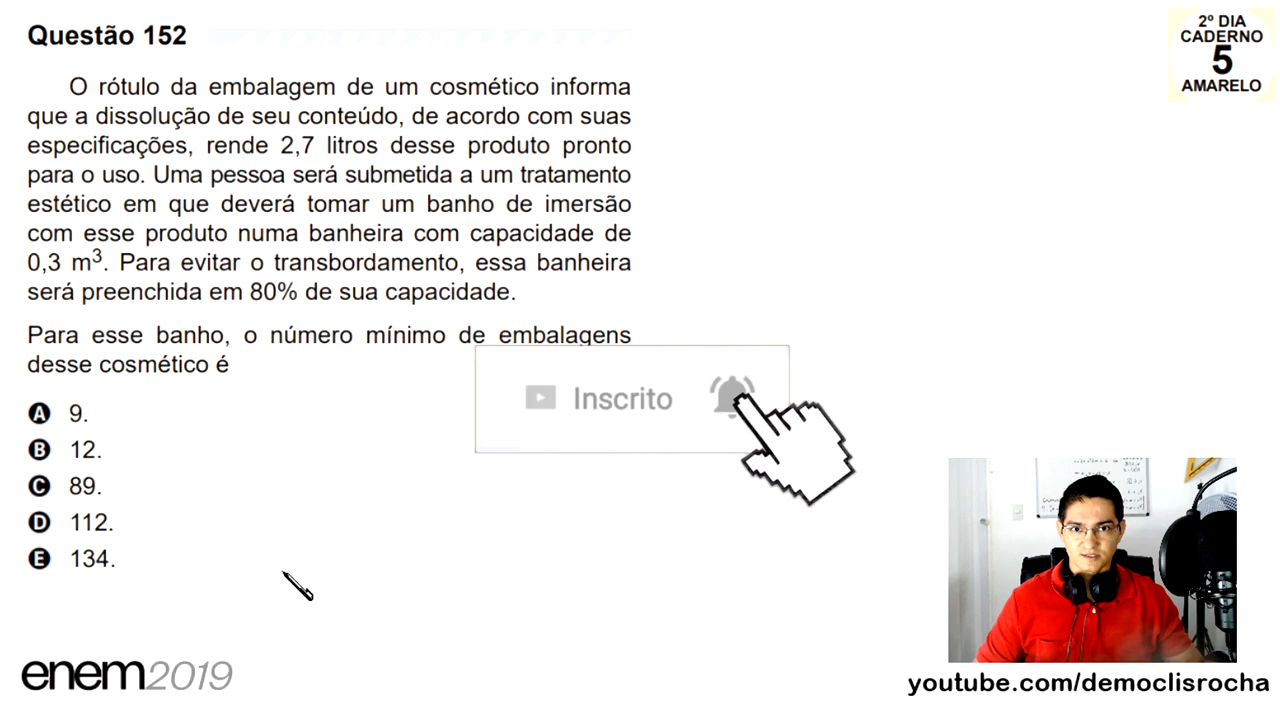 Questão 152
2º DIA
CADERNO
5
AMARELO
O rótulo da embalagem de um cosmético informa
que a dissolução de seu conteúdo, de acordo com suas
especificações, rende 2,7 litros desse produto pronto
para o uso. Uma pessoa será submetida a um tratamento
estético em que deverá tomar um banho de imersão
com esse produto numa banheira com capacidade de
0,3 m³. Para evitar o transbordamento, essa banheira
será preenchida em 80% de sua capacidade.
Para esse banho, o número mínimo de embalagens
desse cosmético é
A 9.
B 12.
C 89.
D 112.
E 134.
Inscrito
enem2019
youtube.com/democlisrocha